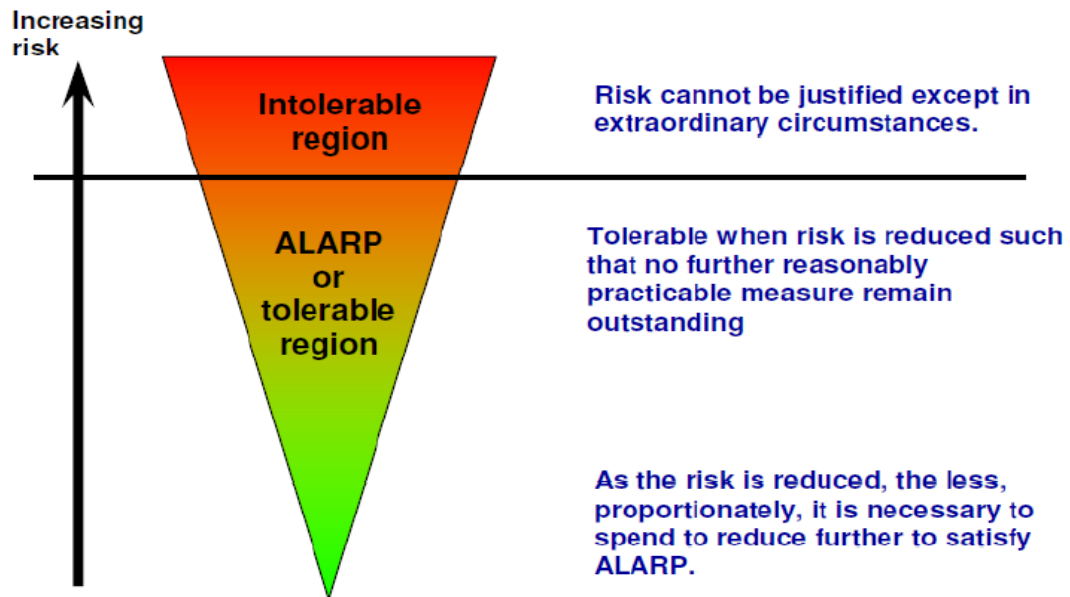 Increasing
risk
Intolerable
region
Risk cannot be justified except in
extraordinary circumstances.
ALARP
or
tolerable
region
Tolerable when risk is reduced such
that no further reasonably
practicable measure remain
outstanding
As the risk is reduced, the less,
proportionately, it is necessary to
spend to reduce further to satisfy
ALARP.